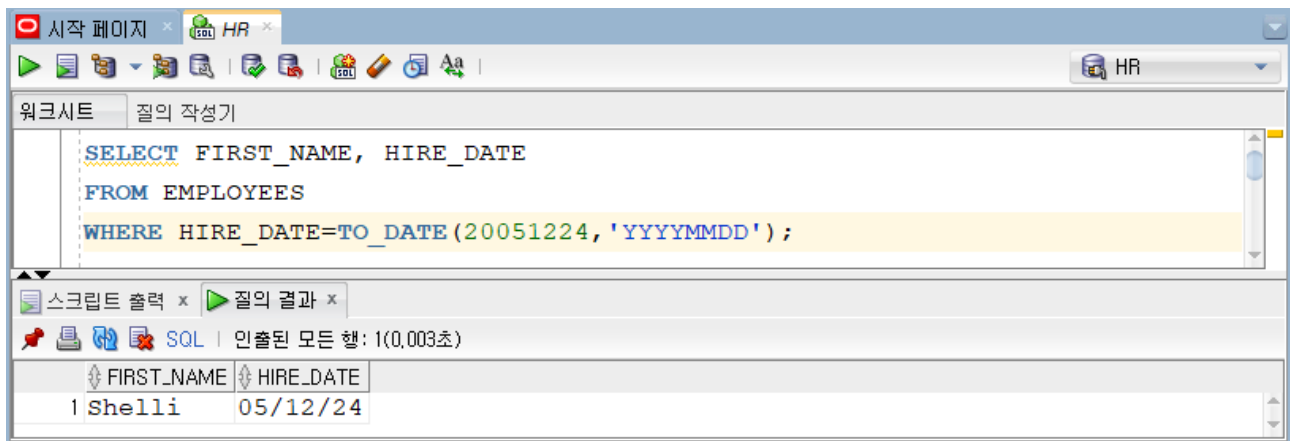 시작 페이지 HR
HR
워크시트 질의 작성기
SELECT FIRST_NAME, HIRE_DATE
FROM EMPLOYEES
WHERE HIRE_DATE=TO_DATE(20051224,'YYYYMMDD');
스크립트 출력 x 질의 결과 x
SQL | 인출된 모든 행: 1(0,003초)
FIRST_NAME HIRE_DATE
1 Shelli 05/12/24